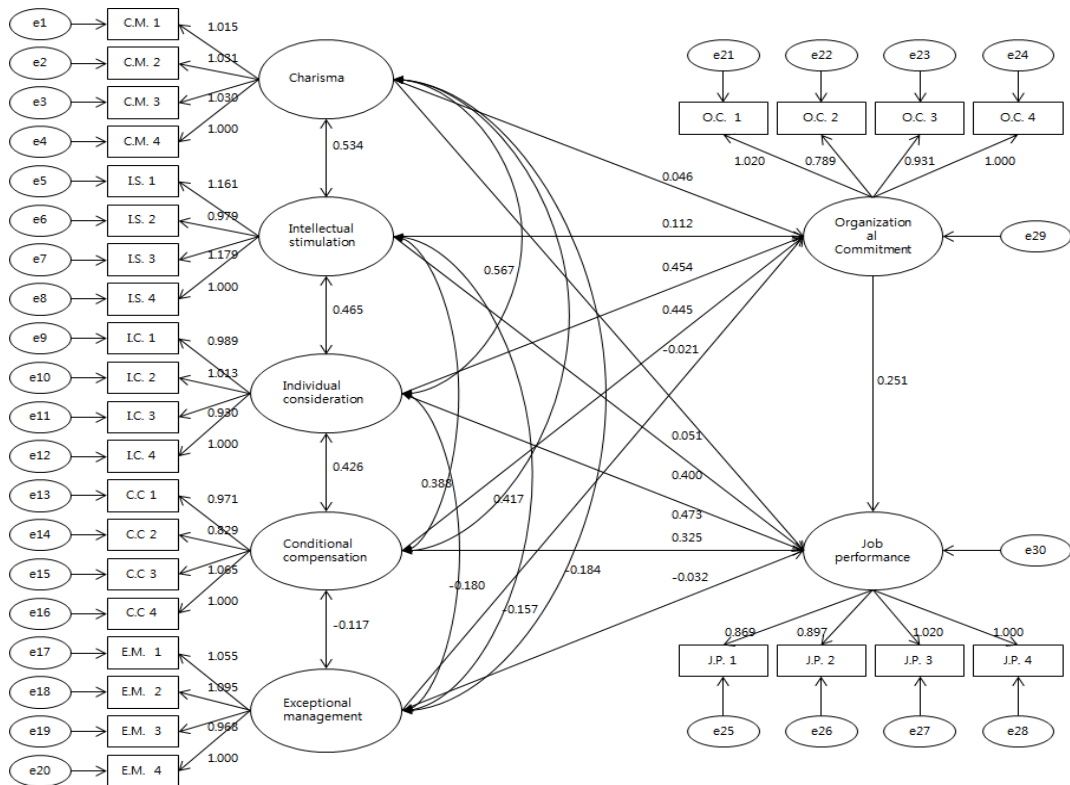 e1 C.M. 1 1.015
e2 C.M. 2 1.031
e3 C.M. 3 1.030
e4 C.M. 4 1.000
Charisma
0.534
e5 I.S. 1 1.161
e6 I.S. 2 0.979
e7 I.S. 3 1.179
e8 I.S. 4 1.000
Intellectual
stimulation
0.465
e9 I.C. 1 0.989
e10 I.C. 2 1.013
e11 I.C. 3 0.930
e12 I.C. 4 1.000
Individual
consideration
0.426
e13 C.C 1 0.971
e14 C.C 2 0.829
e15 C.C 3 1.065
e16 C.C 4 1.000
Conditional
compensation
-0.117
e17 E.M. 1 1.055
e18 E.M. 2 1.095
e19 E.M. 3 0.968
e20 E.M. 4 1.000
Exceptional
management
0.567
0.388
0.417
-0.180
-0.157
-0.184
0.046
0.112
0.454
0.445
-0.021
0.051
0.400
0.473
0.325
-0.032
e21 e22 e23 e24
O.C. 1 O.C. 2 O.C. 3 O.C. 4
1.020 0.789 0.931 1.000
Organization
al
Commitment
e29
0.251
Job
performance
e30
0.869 0.897 1.020 1.000
J.P. 1 J.P. 2 J.P. 3 J.P. 4
e25 e26 e27 e28